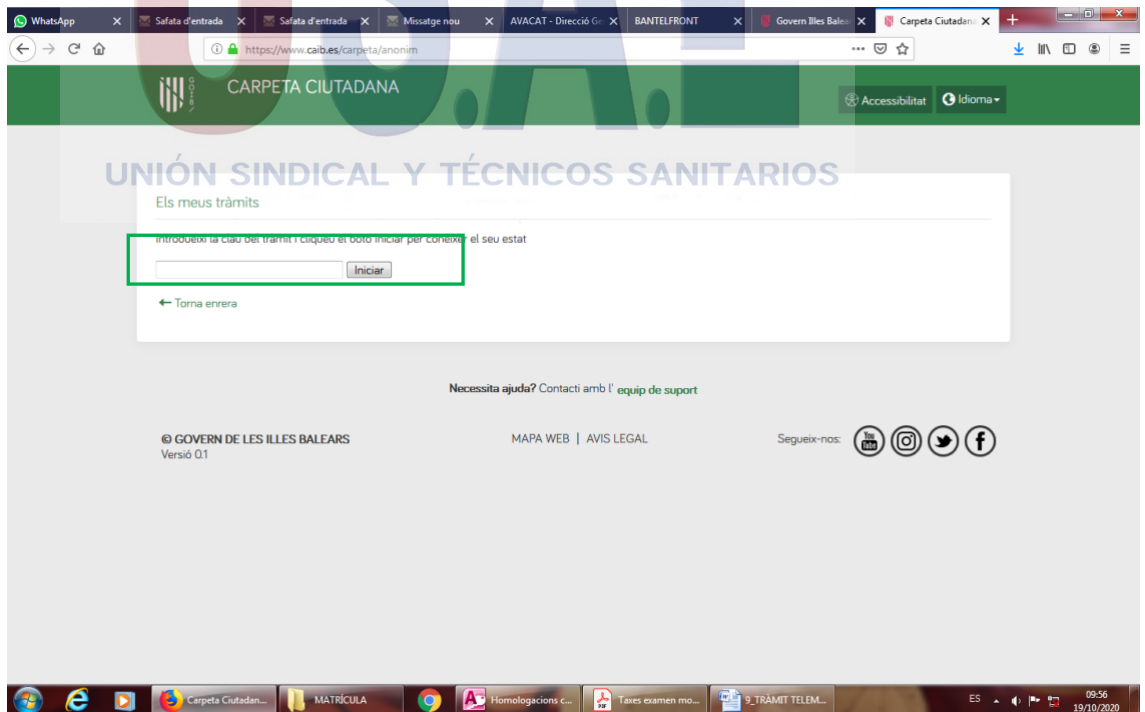 WhatsApp
Safata d'entrada
Safata d'entrada
Missatge nou
AVACAT - Direcció Ge
BANTELFRONT
Govern Illes Balea
Carpeta Ciutadana
https://www.caib.es/carpeta/anonim
GOIB
CARPETA CIUTADANA
Accessibilitat
Idioma
UNIÓN SINDICAL Y TÉCNICOS SANITARIOS
Els meus tràmits
Introdueixi la clau del tràmit i cliqueu el botó Iniciar per conèixer el seu estat
Iniciar
Torna enrera
Necessita ajuda? Contacti amb l' equip de suport
© GOVERN DE LES ILLES BALEARS
Versió 0.1
MAPA WEB | AVIS LEGAL
Segueix-nos:
You Tube
Carpeta Ciutadan...
MATRÍCULA
Homologacions c...
Taxes examen mo...
9_TRÀMIT TELEM...
ES
09:56
19/10/2020